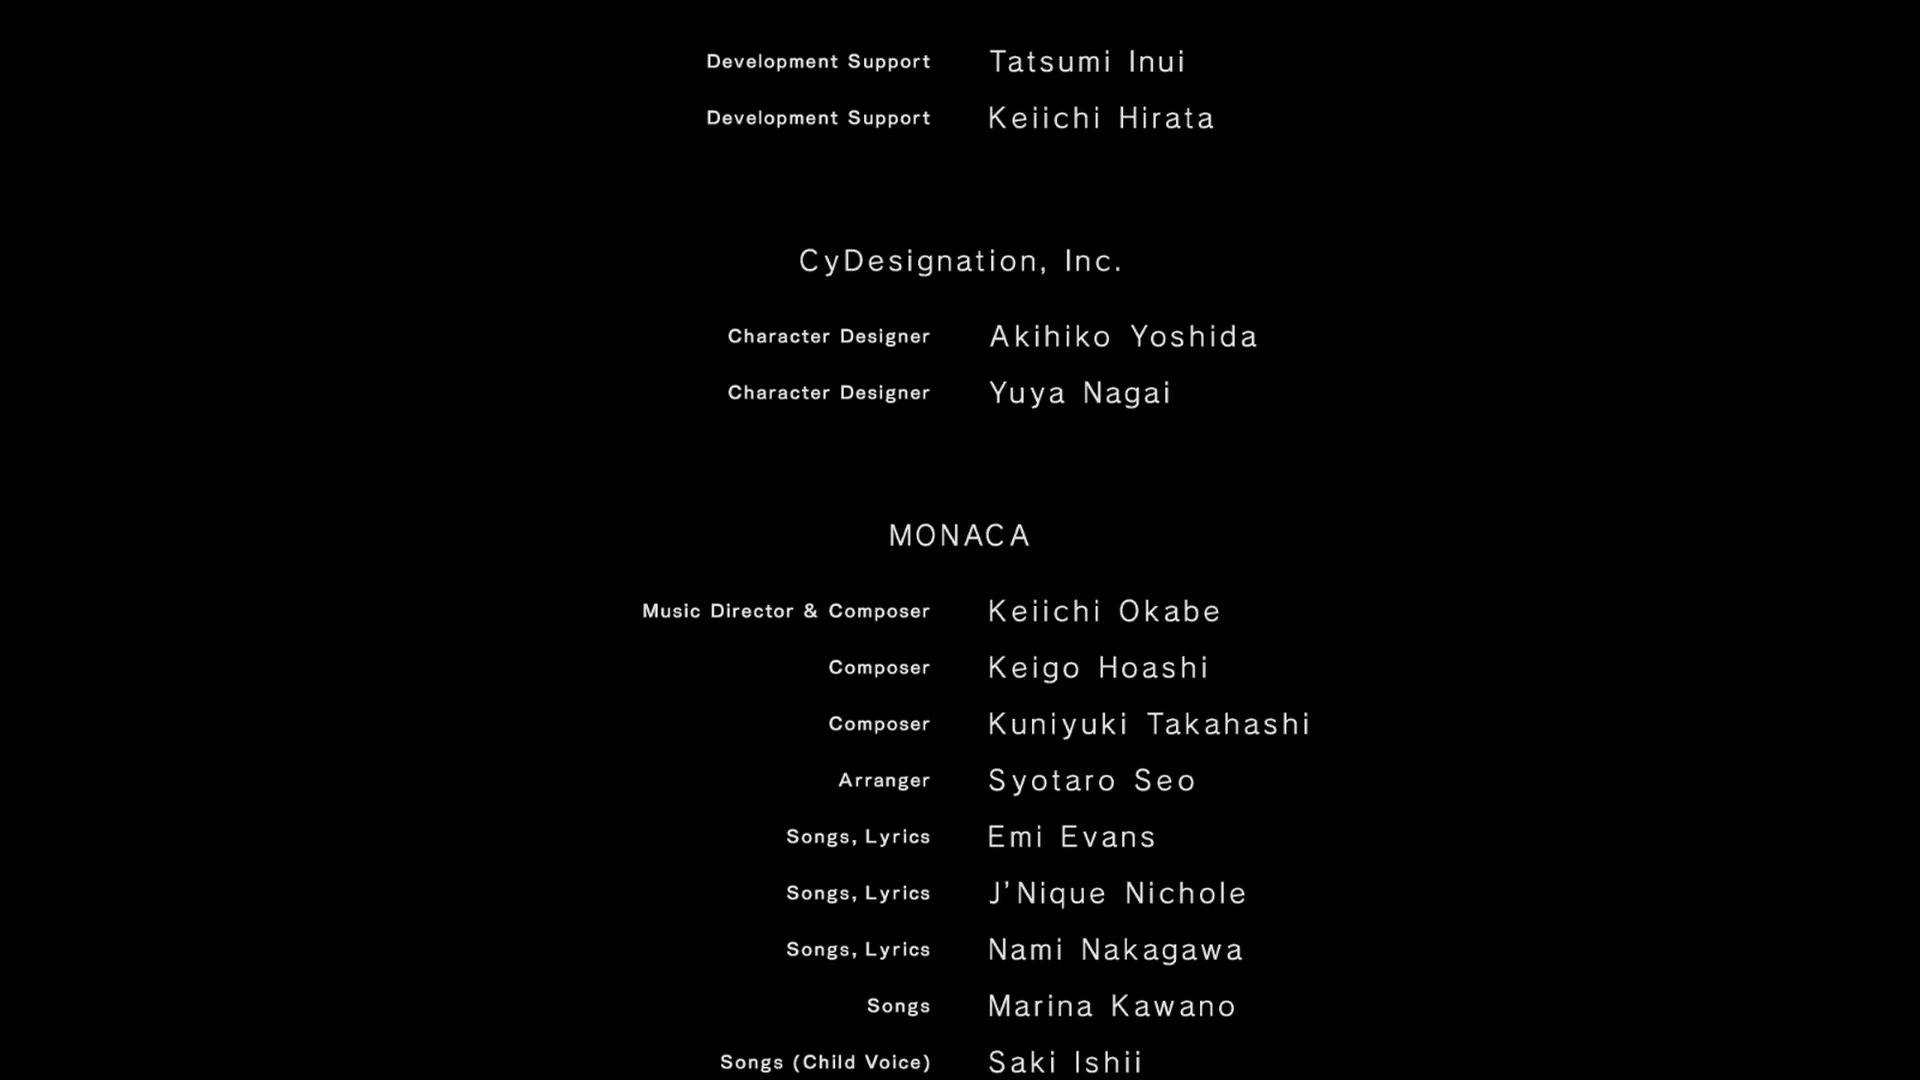 Development Support Tatsumi Inui
Development Support Keiichi Hirata
CyDesignation, Inc.
Character Designer Akihiko Yoshida
Character Designer Yuya Nagai
MONACA
Music Director & Composer Keiichi Okabe
Composer Keigo Hoashi
Composer Kuniyuki Takahashi
Arranger Syotaro Seo
Songs, Lyrics Emi Evans
Songs, Lyrics J’Nique Nichole
Songs, Lyrics Nami Nakagawa
Songs Marina Kawano
Songs (Child Voice) Saki Ishii